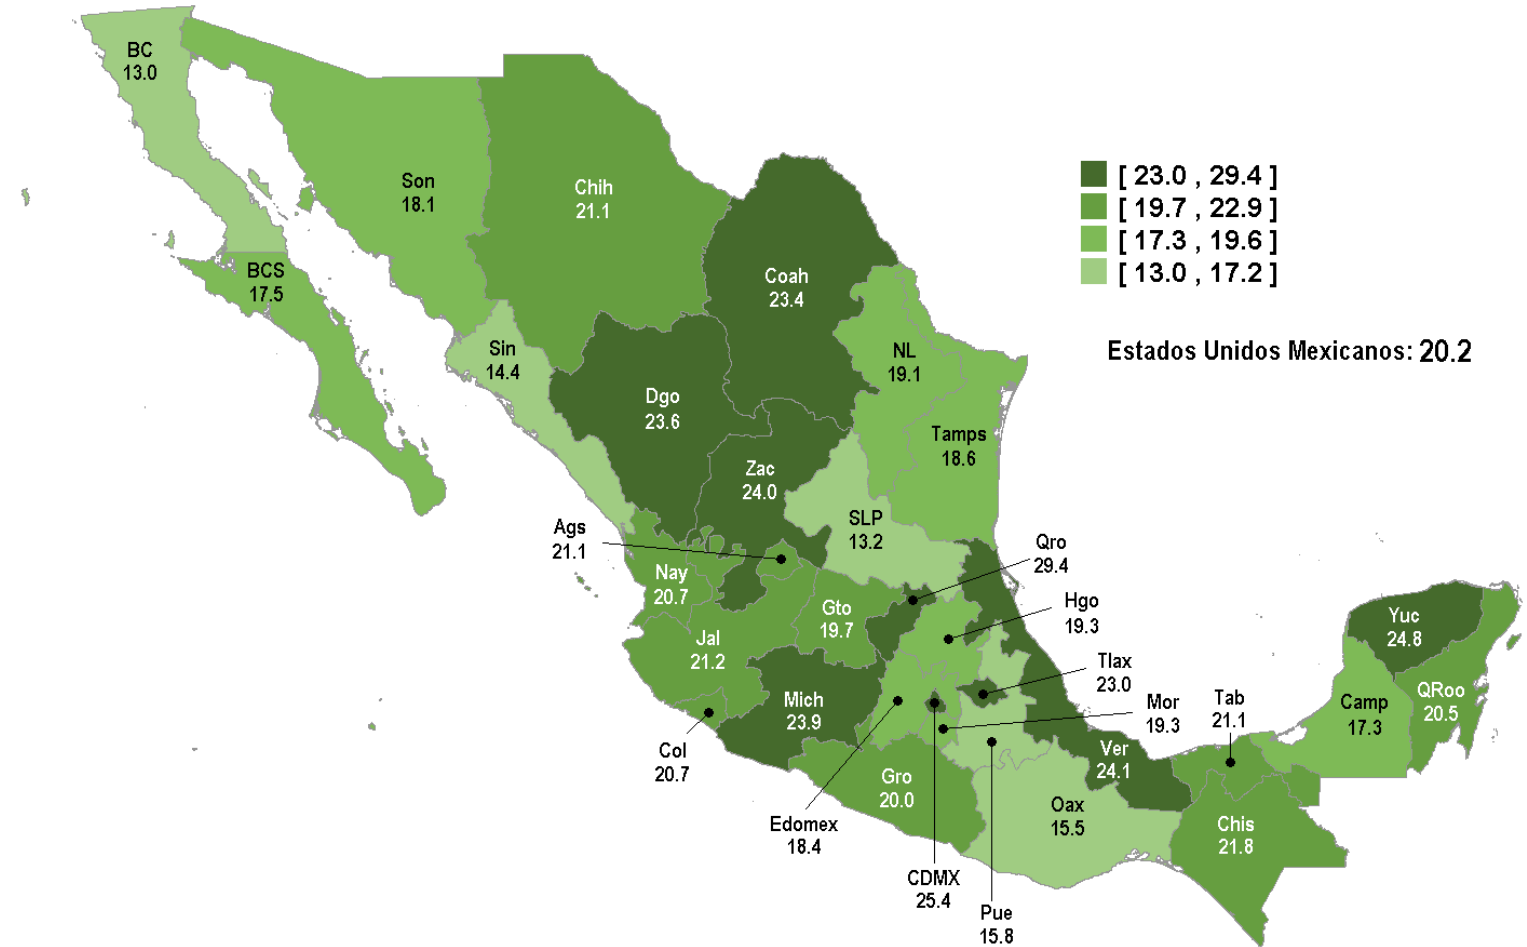 BC
13.0
Son
18.1
Chih
21.1
[ 23.0 , 29.4 ]
[ 19.7 , 22.9 ]
[ 17.3 , 19.6 ]
[ 13.0 , 17.2 ]
BCS
17.5
Coah
23.4
Estados Unidos Mexicanos: 20.2
Sin
14.4
NL
19.1
Dgo
23.6
Tamps
18.6
Zac
24.0
SLP
13.2
Ags
21.1
Qro
29.4
Nay
20.7
Gto
19.7
Hgo
19.3
Yuc
24.8
Jal
21.2
Tlax
23.0
Mich
23.9
Mor
19.3
Tab
21.1
Camp
17.3
QRoo
20.5
Col
20.7
Ver
24.1
Gro
20.0
Oax
15.5
Edomex
18.4
Chis
21.8
CDMX
25.4
Pue
15.8